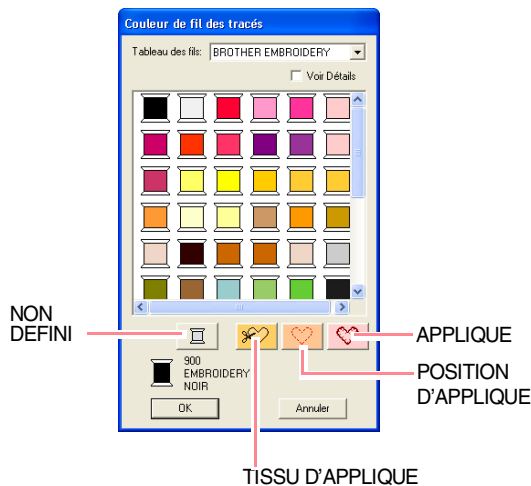 Couleur de fil des tracés
Tableau des fils: BROTHER EMBROIDERY
Voir Détails
NON
DEFINI
APPLIQUE
POSITION
D'APPLIQUE
900
EMBROIDERY
NOIR
OK
Annuler
TISSU D'APPLIQUE